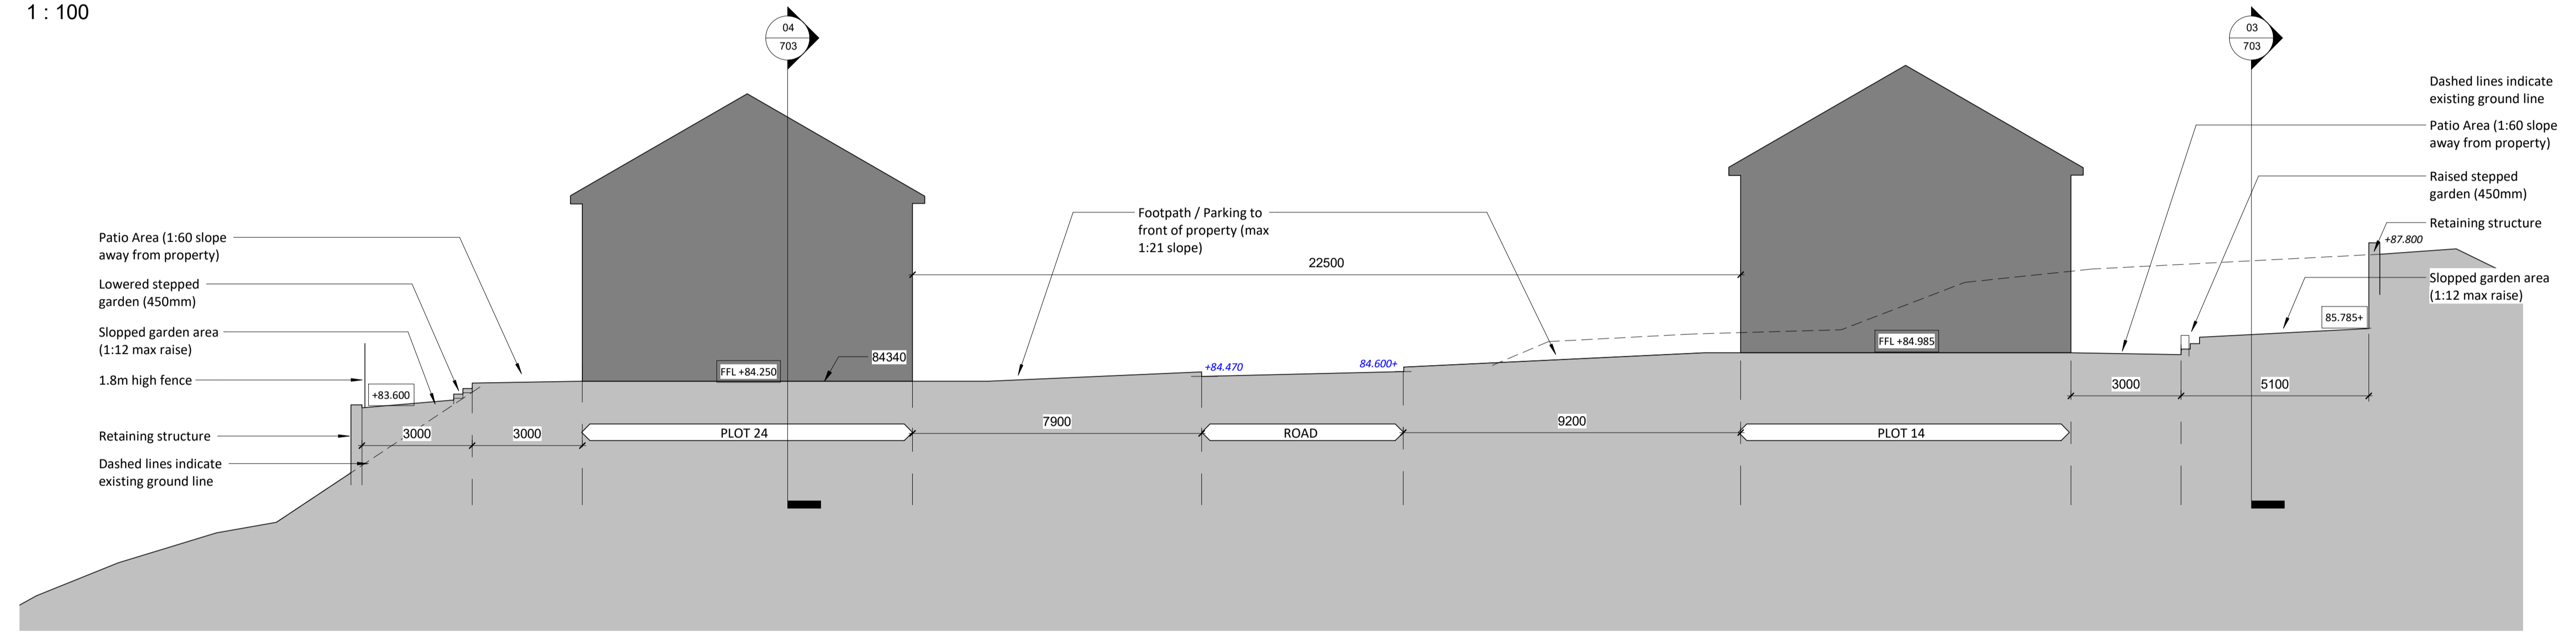 1 : 100
04
703
03
703
Dashed lines indicate
existing ground line
Patio Area (1:60 slope
away from property)
Raised stepped
garden (450mm)
Retaining structure
+87.800
Slopped garden area
(1:12 max raise)
85.785+
Patio Area (1:60 slope
away from property)
Lowered stepped
garden (450mm)
Slopped garden area
(1:12 max raise)
1.8m high fence
+83.600
Retaining structure
Dashed lines indicate
existing ground line
Footpath / Parking to
front of property (max
1:21 slope)
22500
FFL +84.250
84340
+84.470
84.600+
FFL +84.985
3000
5100
3000
3000
PLOT 24
7900
ROAD
9200
PLOT 14